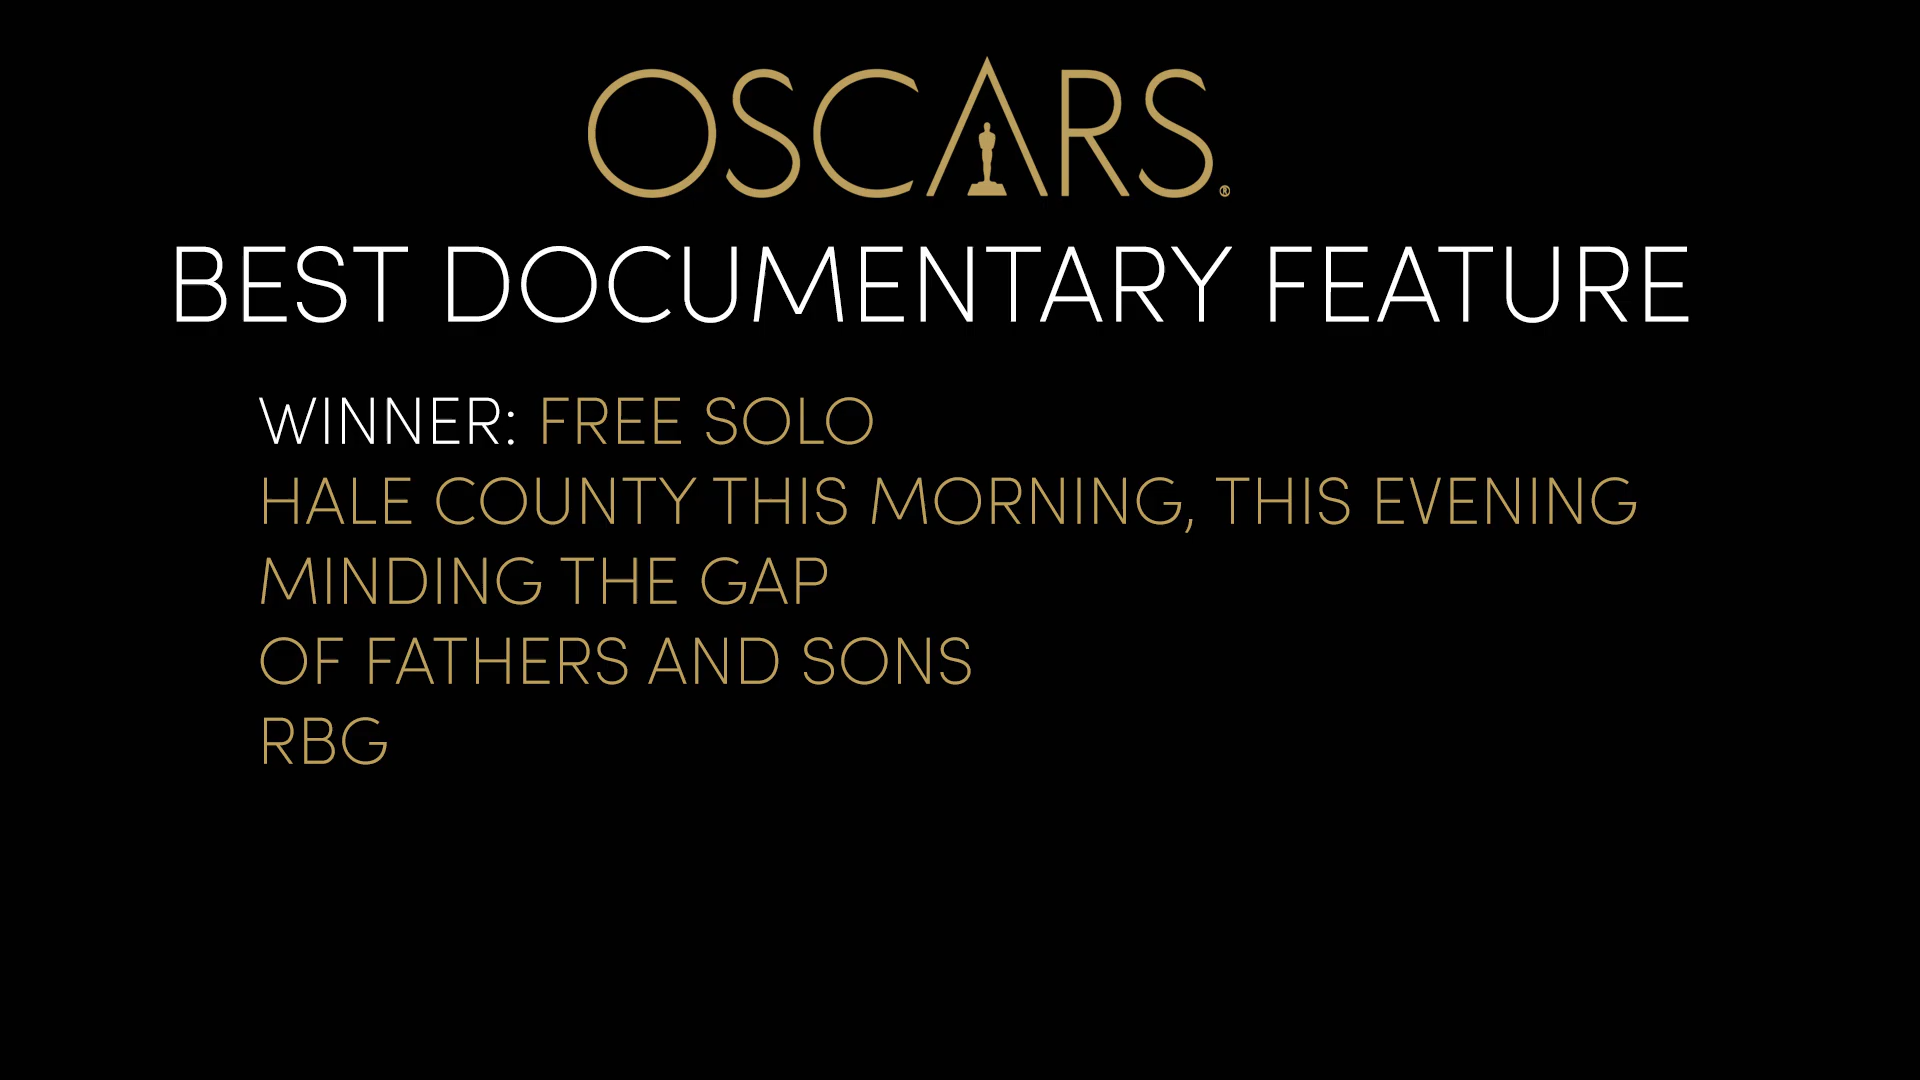 OSCARS®
BEST DOCUMENTARY FEATURE
WINNER: FREE SOLO
HALE COUNTY THIS MORNING, THIS EVENING
MINDING THE GAP
OF FATHERS AND SONS
RBG